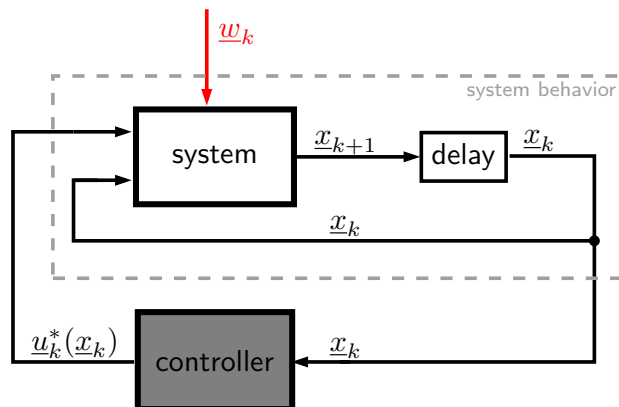 w_k
system behavior
system
x_{k+1}
delay
x_k
x_k
u_k^*(x_k)
controller
x_k